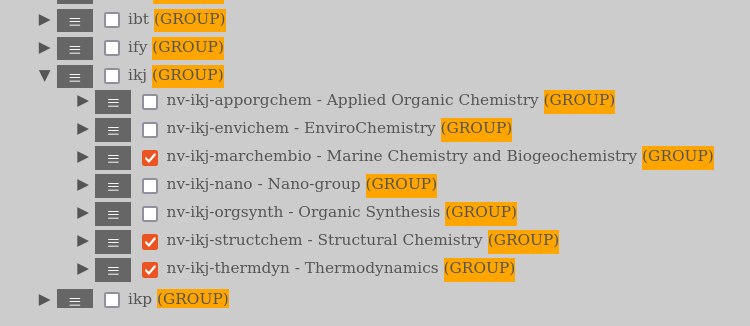 ibt (GROUP)
ify (GROUP)
ikj (GROUP)
nv-ikj-apporgchem - Applied Organic Chemistry (GROUP)
nv-ikj-envichem - EnviroChemistry (GROUP)
nv-ikj-marchembio - Marine Chemistry and Biogeochemistry (GROUP)
nv-ikj-nano - Nano-group (GROUP)
nv-ikj-orgsynth - Organic Synthesis (GROUP)
nv-ikj-structchem - Structural Chemistry (GROUP)
nv-ikj-thermdyn - Thermodynamics (GROUP)
ikp (GROUP)